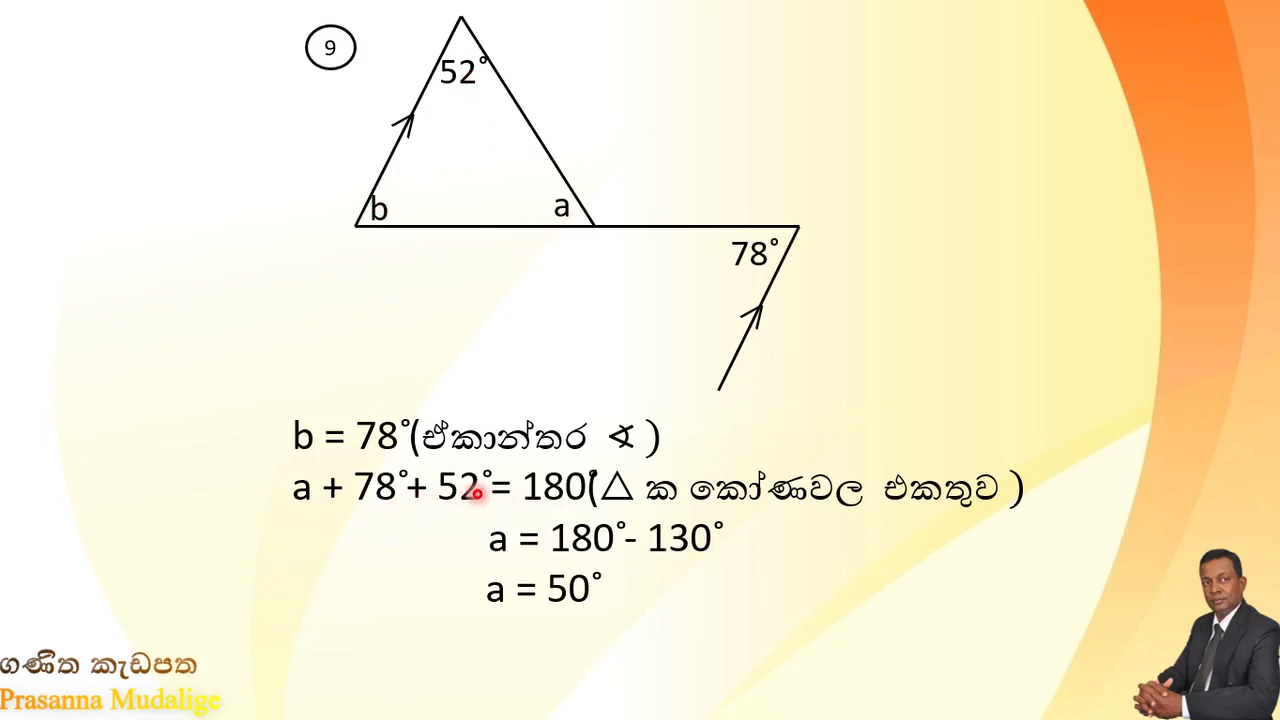 9
52°
b
a
78°
b = 78°(ඒකාන්තර ∢ )
a + 78°+ 52°= 180°(△ ක කෝණවල එකතුව )
a = 180°- 130°
a = 50°
ගණිත කැඩපත
Prasanna Mudalige